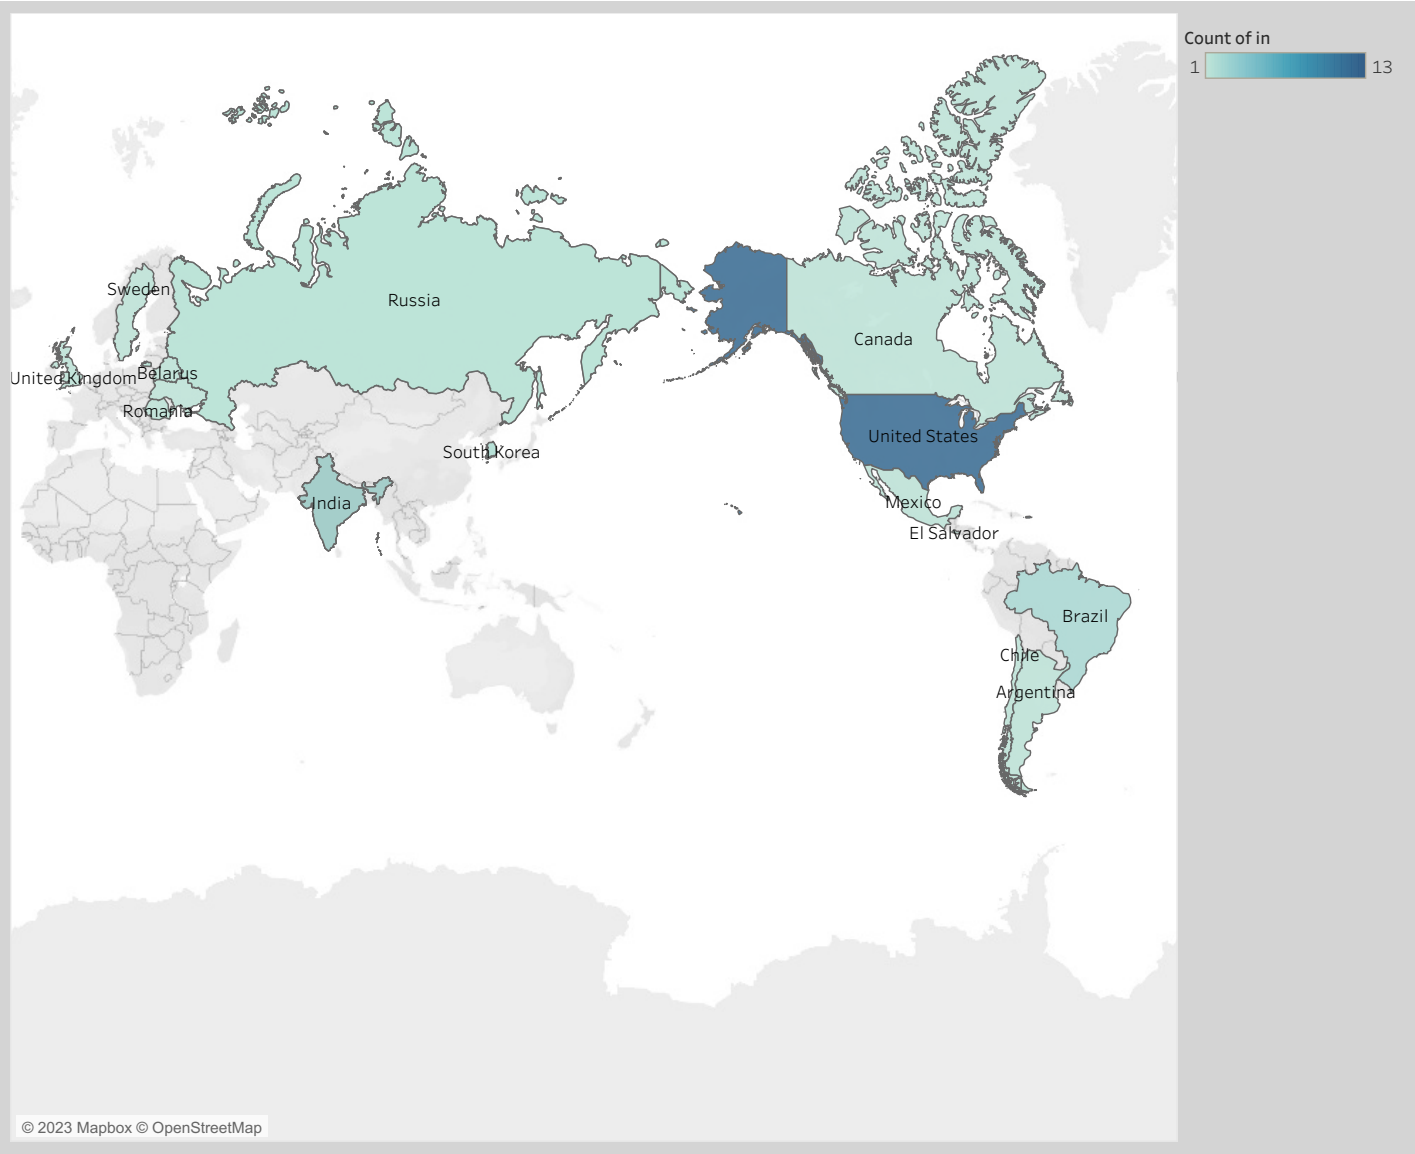 Count of in
1 13
Sweden
Russia
Canada
United Kingdom
Belarus
Romania
United States
South Korea
India
Mexico
El Salvador
Brazil
Chile
Argentina
© 2023 Mapbox © OpenStreetMap